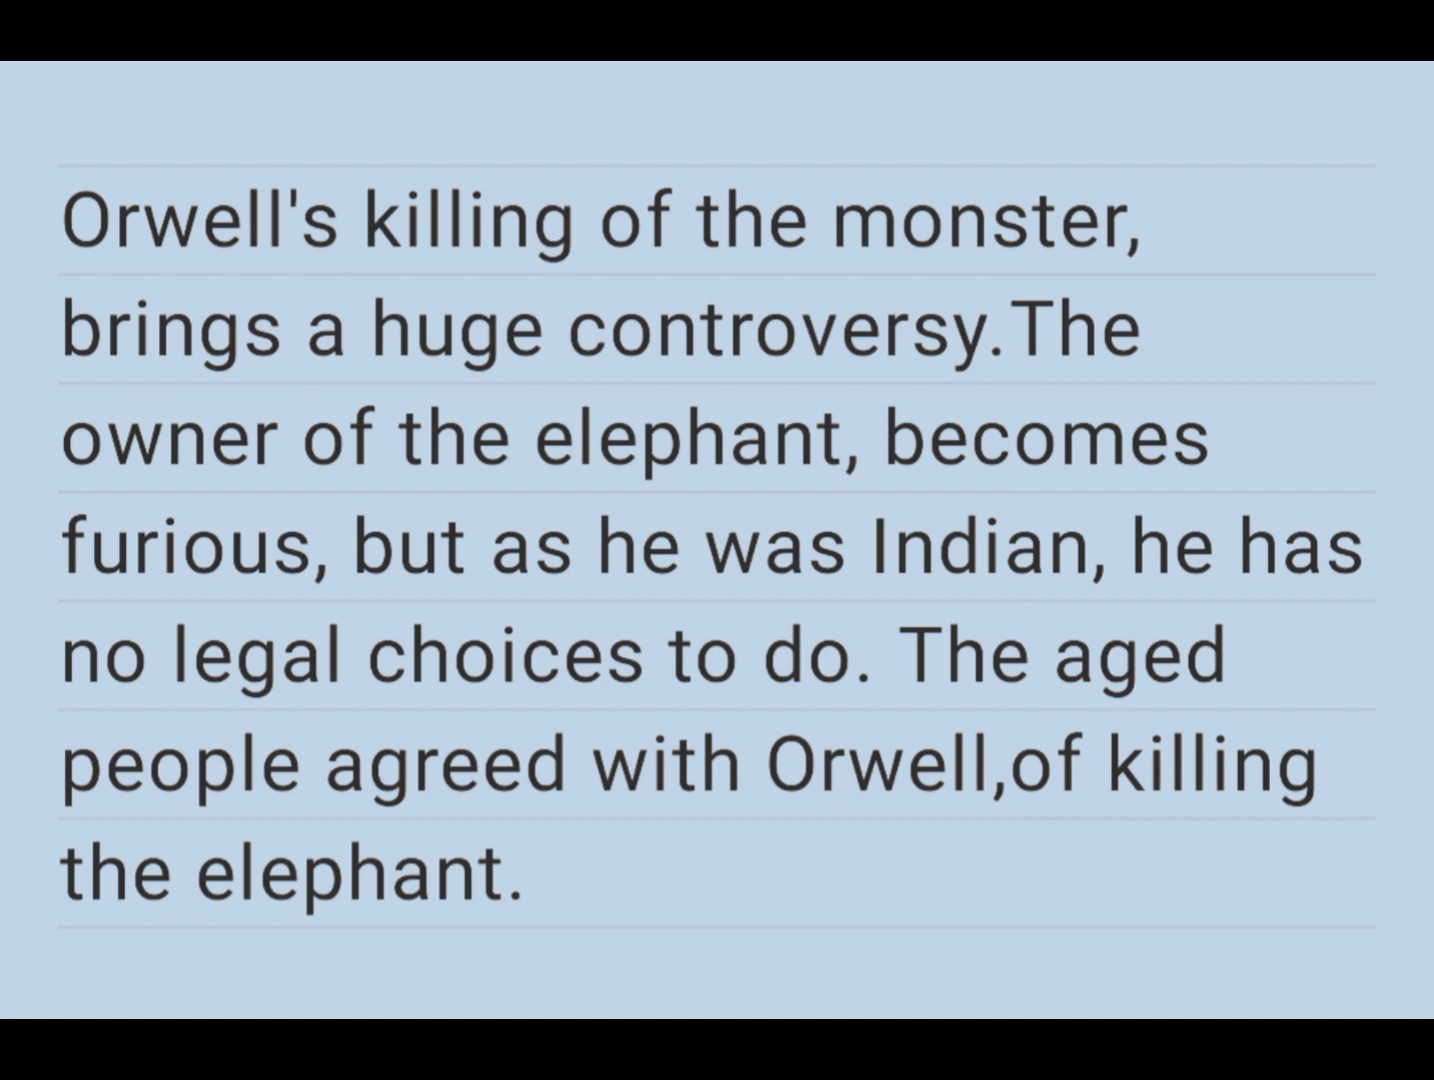 Orwell's killing of the monster,
brings a huge controversy.The
owner of the elephant, becomes
furious, but as he was Indian, he has
no legal choices to do. The aged
people agreed with Orwell,of killing
the elephant.